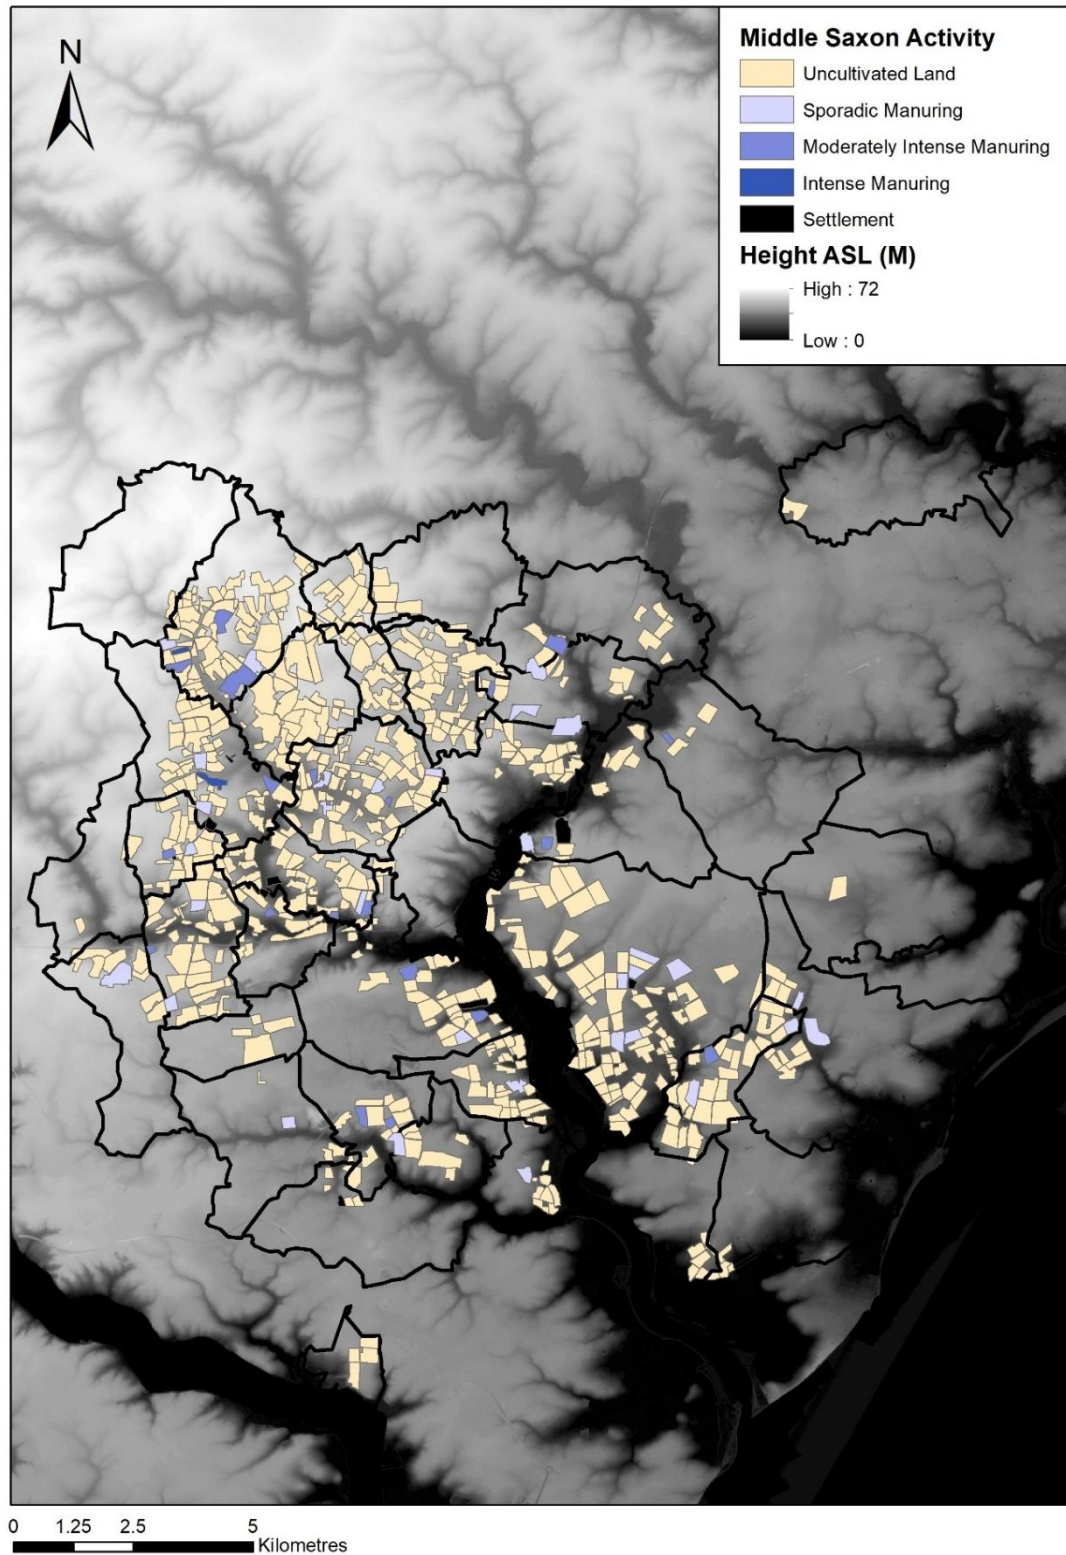 N
Middle Saxon Activity
Uncultivated Land
Sporadic Manuring
Moderately Intense Manuring
Intense Manuring
Settlement
Height ASL (M)
High : 72
Low : 0
0 1.25 2.5 5
Kilometres